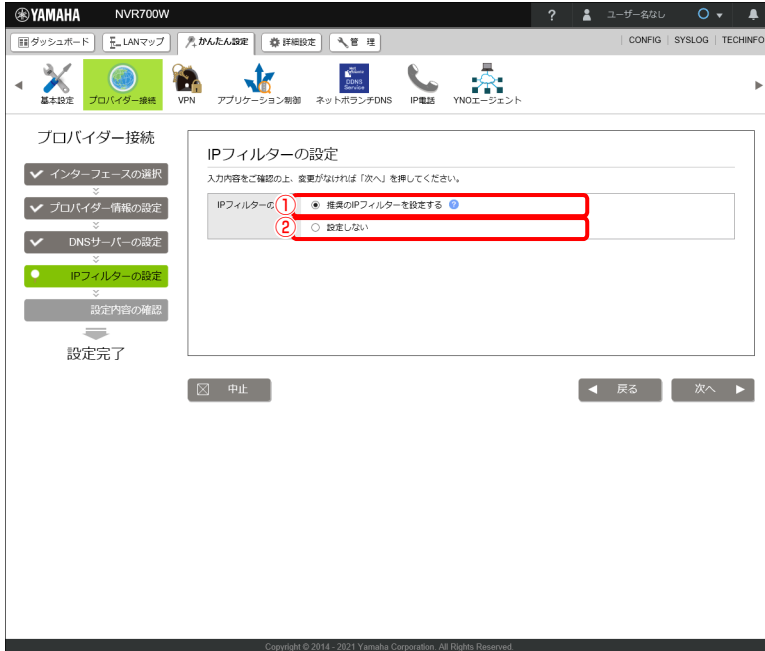 YAMAHA NVR700W ? ユーザー名なし
ダッシュボード LANマップ かんたん設定 詳細設定 管 理 CONFIG SYSLOG TECHINFO
基本設定 プロバイダー接続 VPN アプリケーション制御 ネットボランチDNS IP電話 YNOエージェント
DDNS
Service
プロバイダー接続
インターフェースの選択
プロバイダー情報の設定
DNSサーバーの設定
IPフィルターの設定
設定内容の確認
設定完了
IPフィルターの設定
入力内容をご確認の上、変更がなければ「次へ」を押してください。
IPフィルターの ① 推奨のIPフィルターを設定する ?
② 設定しない
中止 戻る 次へ
Copyright © 2014 - 2021 Yamaha Corporation. All Rights Reserved.